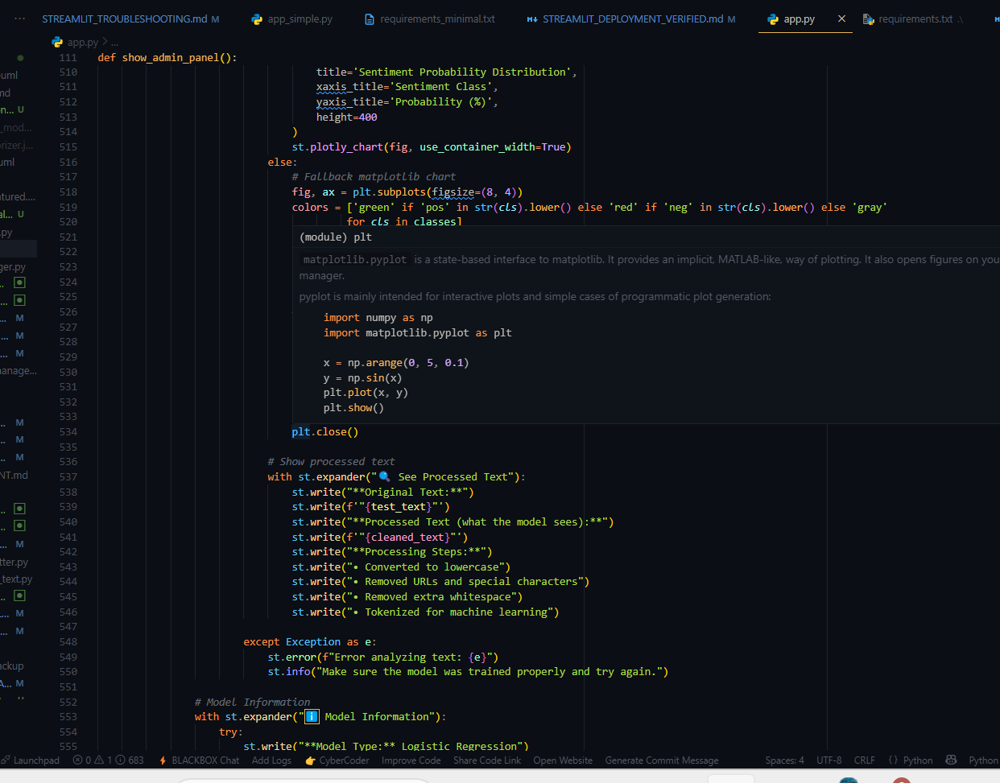 ··· STREAMLIT_TROUBLESHOOTING.md M app_simple.py requirements_minimal.txt STREAMLIT_DEPLOYMENT_VERIFIED.md M app.py × requirements.txt .\
app.py > ...
111 def show_admin_panel():
510 title='Sentiment Probability Distribution',
511 xaxis_title='Sentiment Class',
512 yaxis_title='Probability (%)',
513 height=400
514 )
515 st.plotly_chart(fig, use_container_width=True)
516 else:
517 # Fallback matplotlib chart
518 fig, ax = plt.subplots(figsize=(8, 4))
519 colors = ['green' if 'pos' in str(cls).lower() else 'red' if 'neg' in str(cls).lower() else 'gray'
520 for cls in classes]
521 (module) plt
522
523 matplotlib.pyplot is a state-based interface to matplotlib. It provides an implicit, MATLAB-like, way of plotting. It also opens figures on you
524 manager.
525 pyplot is mainly intended for interactive plots and simple cases of programmatic plot generation:
526 import numpy as np
527 import matplotlib.pyplot as plt
528
529 x = np.arange(0, 5, 0.1)
530 y = np.sin(x)
531 plt.plot(x, y)
532 plt.show()
533
534 plt.close()
535
536 # Show processed text
537 with st.expander("🔍 See Processed Text"):
538 st.write("**Original Text:**")
539 st.write(f'"{test_text}"')
540 st.write("**Processed Text (what the model sees):**")
541 st.write(f'"{cleaned_text}"')
542 st.write("**Processing Steps:**")
543 st.write("• Converted to lowercase")
544 st.write("• Removed URLs and special characters")
545 st.write("• Removed extra whitespace")
546 st.write("• Tokenized for machine learning")
547
548 except Exception as e:
549 st.error(f"Error analyzing text: {e}")
550 st.info("Make sure the model was trained properly and try again.")
551
552 # Model Information
553 with st.expander("ℹ️ Model Information"):
554 try:
555 st.write("**Model Type:** Logistic Regression")
uml
md
n... U
_mod...
rizer.j...
uml
tured....
al... U
.py
ger.py
...
...
... M
... M
... M
manage...
... M
... M
... M
NT.md
...
...
... M
tter.py
_text.py
...
... M
... M
ackup
A... M
Launchpad 0 1 683 BLACKBOX Chat Add Logs 👉 CyberCoder Improve Code Share Code Link Open Website Generate Commit Message Spaces: 4 UTF-8 CRLF {} Python Python